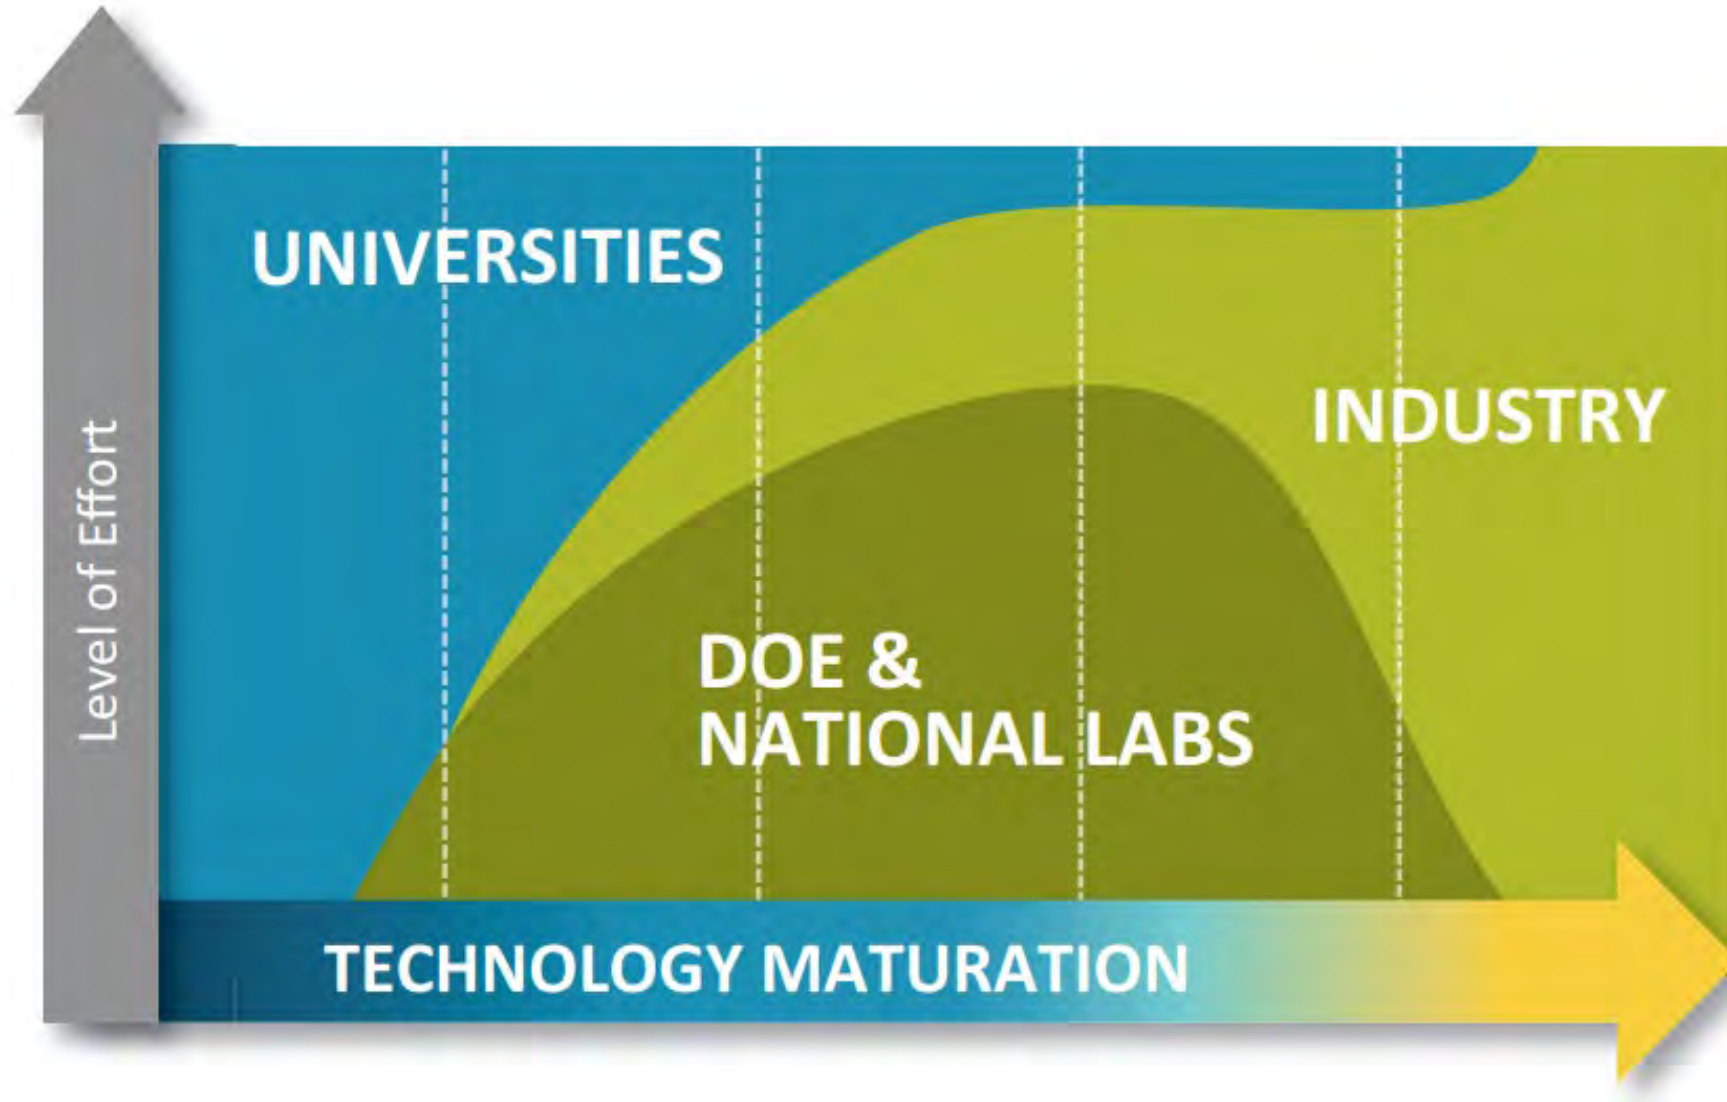 Level of Effort
UNIVERSITIES
INDUSTRY
DOE &
NATIONAL LABS
TECHNOLOGY MATURATION